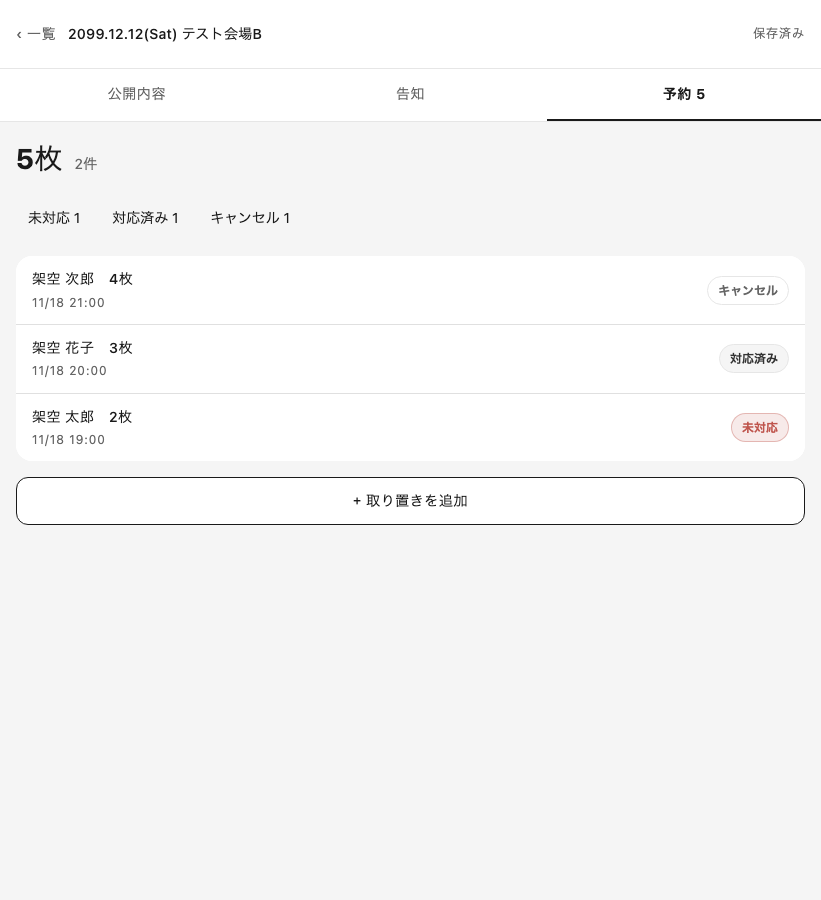 ‹ 一覧 2099.12.12(Sat) テスト会場B 保存済み
公開内容 告知 予約 5
5枚 2件
未対応 1 対応済み 1 キャンセル 1
架空 次郎 4枚
11/18 21:00
キャンセル
架空 花子 3枚
11/18 20:00
対応済み
架空 太郎 2枚
11/18 19:00
未対応
+ 取り置きを追加